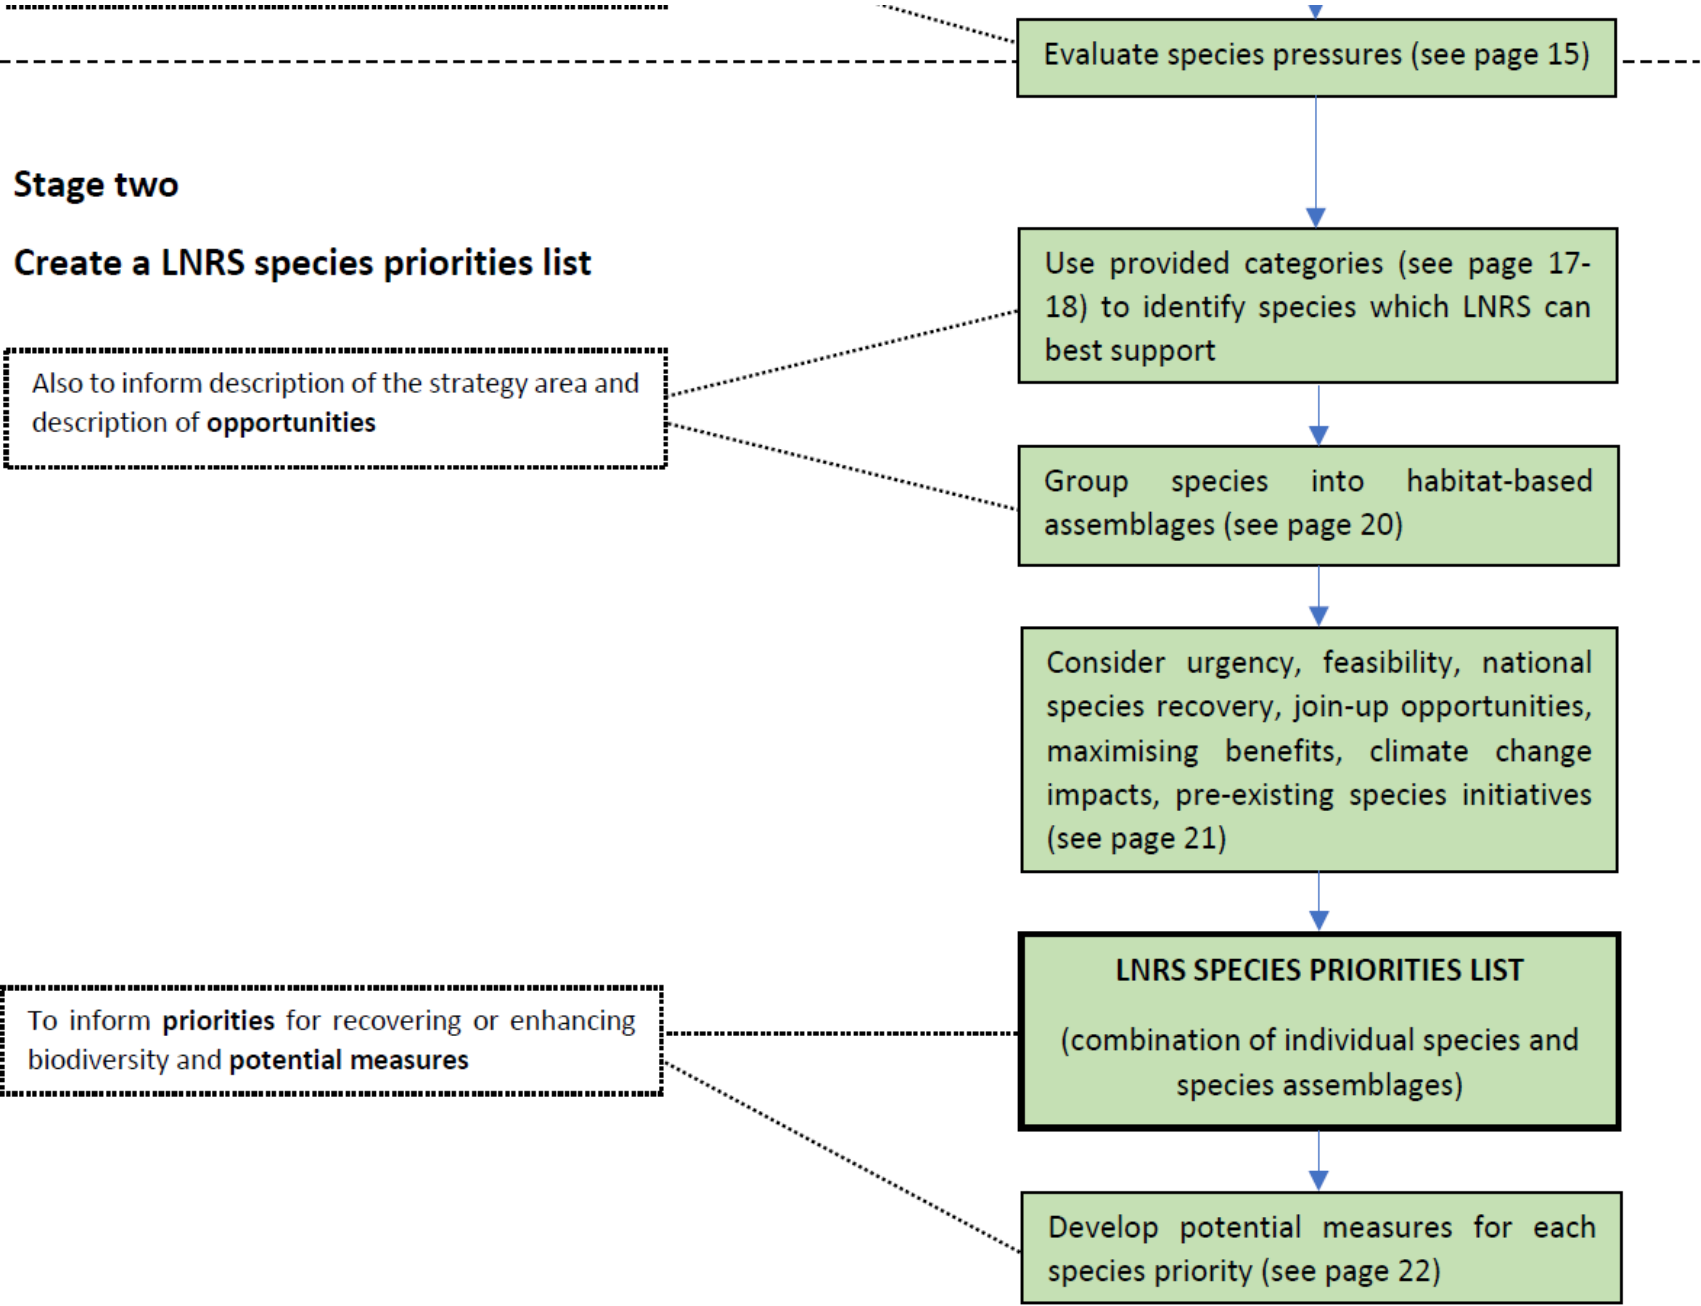 Evaluate species pressures (see page 15)
Stage two
Create a LNRS species priorities list
Use provided categories (see page 17-
18) to identify species which LNRS can
best support
Also to inform description of the strategy area and
description of opportunities
Group species into habitat-based
assemblages (see page 20)
Consider urgency, feasibility, national
species recovery, join-up opportunities,
maximising benefits, climate change
impacts, pre-existing species initiatives
(see page 21)
LNRS SPECIES PRIORITIES LIST
(combination of individual species and
species assemblages)
To inform priorities for recovering or enhancing
biodiversity and potential measures
Develop potential measures for each
species priority (see page 22)